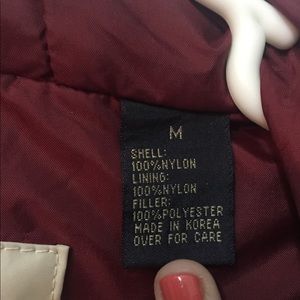 M
SHELL:
100%NYLON
LINING:
100%NYLON
FILLER:
100%POLYESTER
MADE IN KOREA
OVER FOR CARE